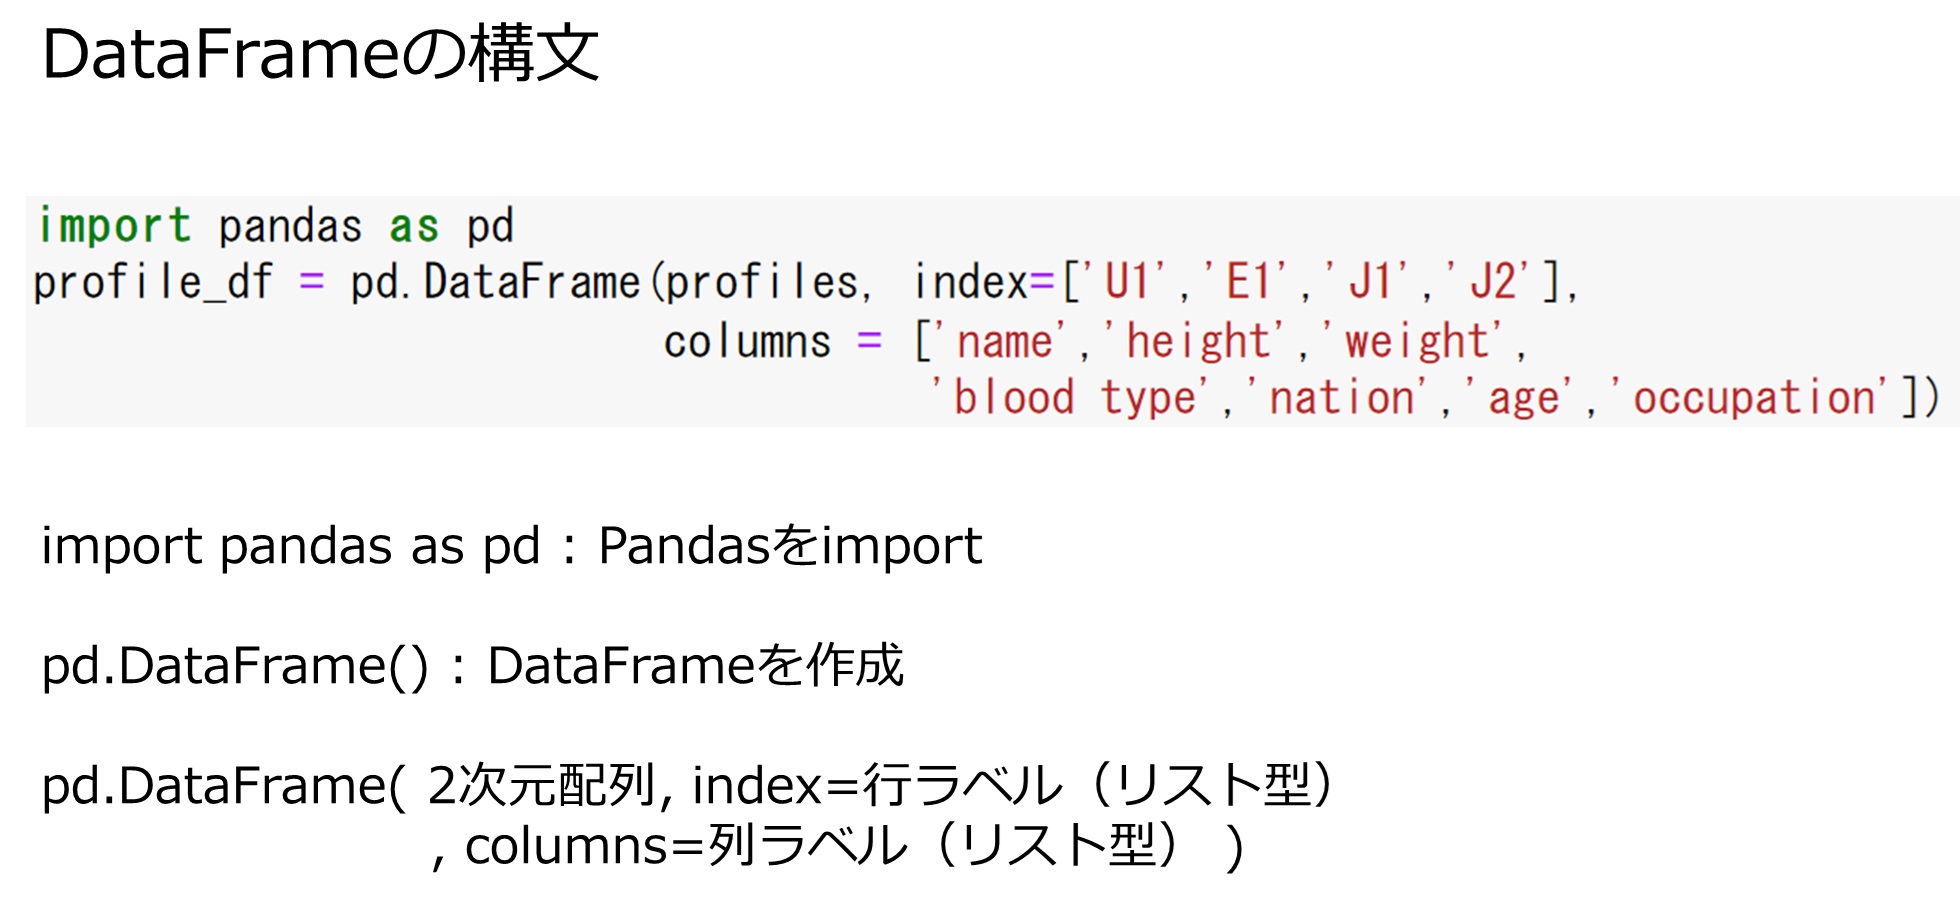 DataFrameの構文
import pandas as pd
profile_df = pd.DataFrame(profiles, index=['U1','E1','J1','J2'],
columns = ['name','height','weight',
'blood type','nation','age','occupation'])
import pandas as pd : Pandasをimport
pd.DataFrame() : DataFrameを作成
pd.DataFrame( 2次元配列, index=行ラベル（リスト型）
, columns=列ラベル（リスト型） )